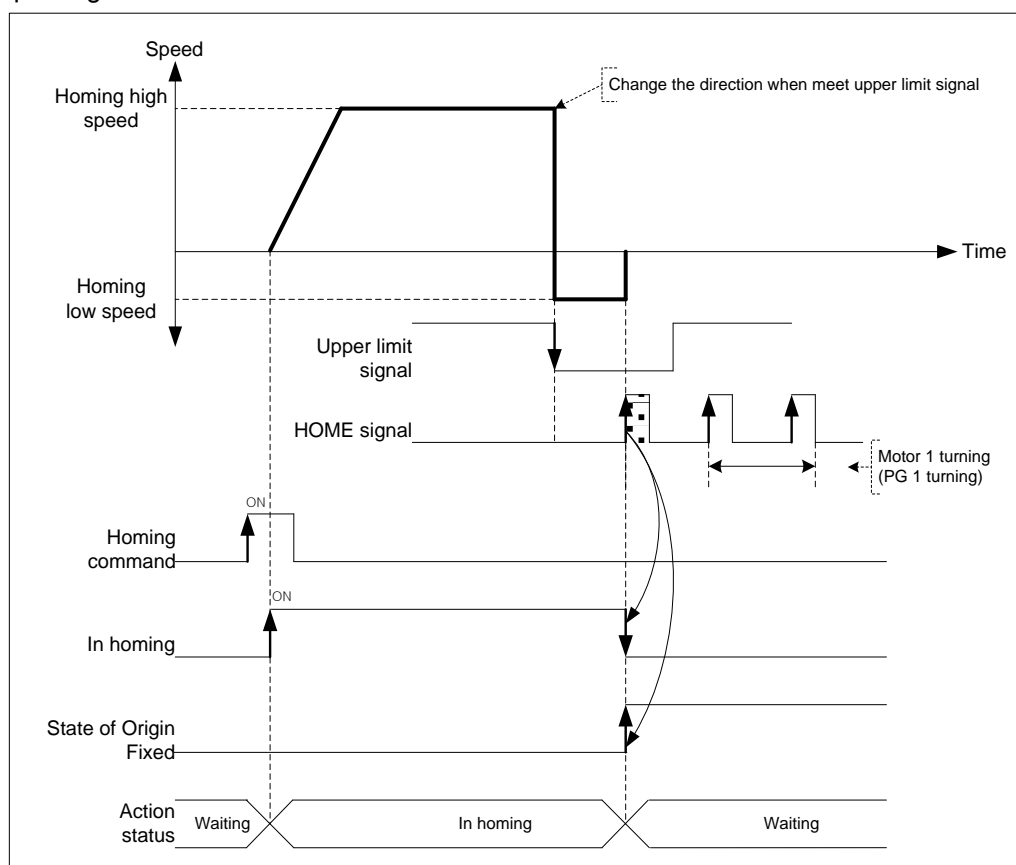 Speed
Homing high
speed
Change the direction when meet upper limit signal
Time
Homing
low speed
Upper limit
signal
HOME signal
Motor 1 turning
(PG 1 turning)
ON
Homing
command
ON
In homing
State of Origin
Fixed
Action
status
Waiting
In homing
Waiting